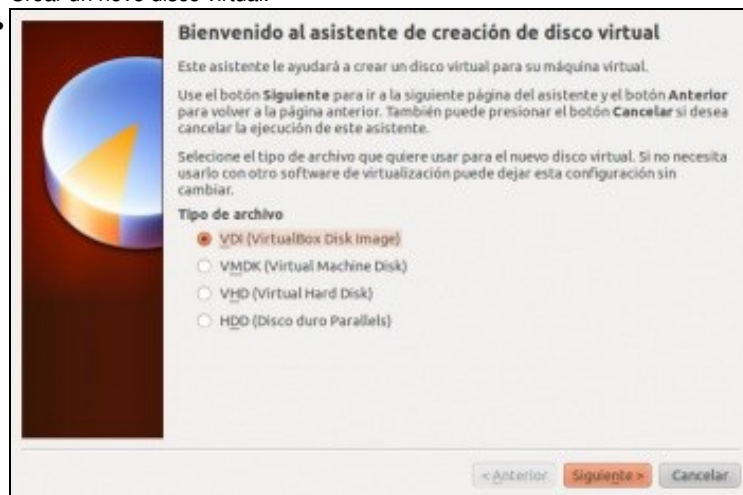 Crear un novo disco virtual.
Bienvenido al asistente de creación de disco virtual
Este asistente le ayudará a crear un disco virtual para su máquina virtual.
Use el botón Siguiente para ir a la siguiente página del asistente y el botón Anterior
para volver a la página anterior. También puede presionar el botón Cancelar si desea
cancelar la ejecución de este asistente.
Selecione el tipo de archivo que quiere usar para el nuevo disco virtual. Si no necesita
usarlo con otro software de virtualización puede dejar esta configuración sin
cambiar.
Tipo de archivo
VDI (VirtualBox Disk Image)
VMDK (Virtual Machine Disk)
VHD (Virtual Hard Disk)
HDD (Disco duro Parallels)
< Anterior Siguiente > Cancelar